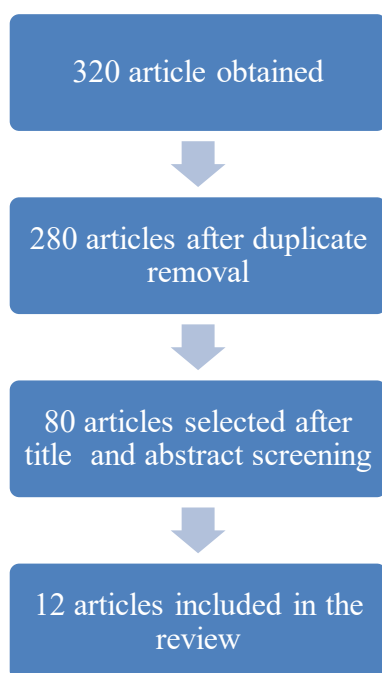 320 article obtained
280 articles after duplicate
removal
80 articles selected after
title and abstract screening
12 articles included in the
review